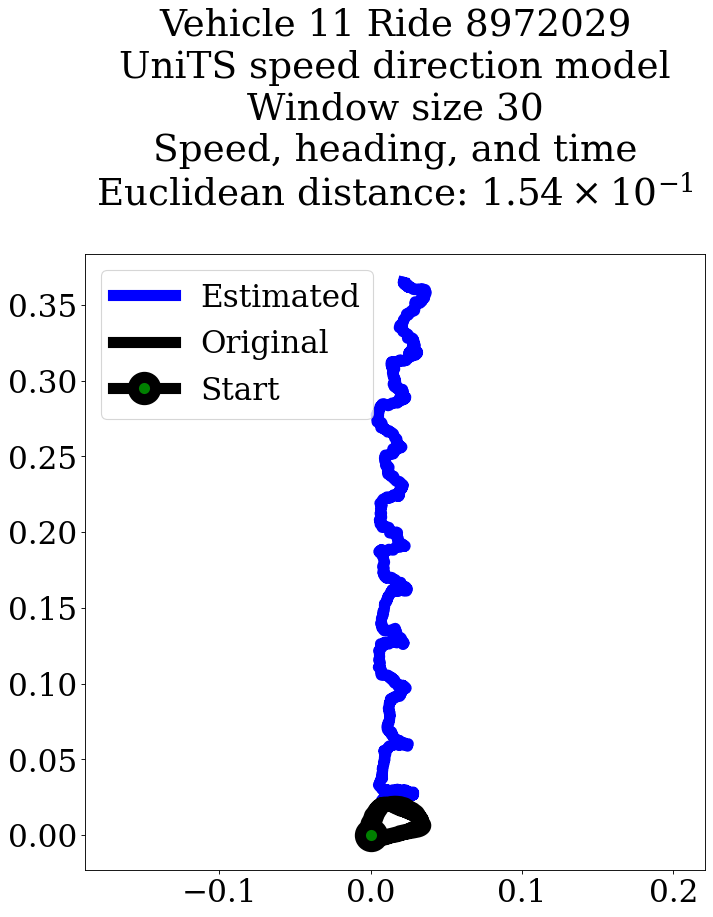 Vehicle 11 Ride 8972029
UniTS speed direction model
Window size 30
Speed, heading, and time
Euclidean distance: 1.54 × 10⁻¹
Estimated
Original
Start
0.35
0.30
0.25
0.20
0.15
0.10
0.05
0.00
−0.1 0.0 0.1 0.2